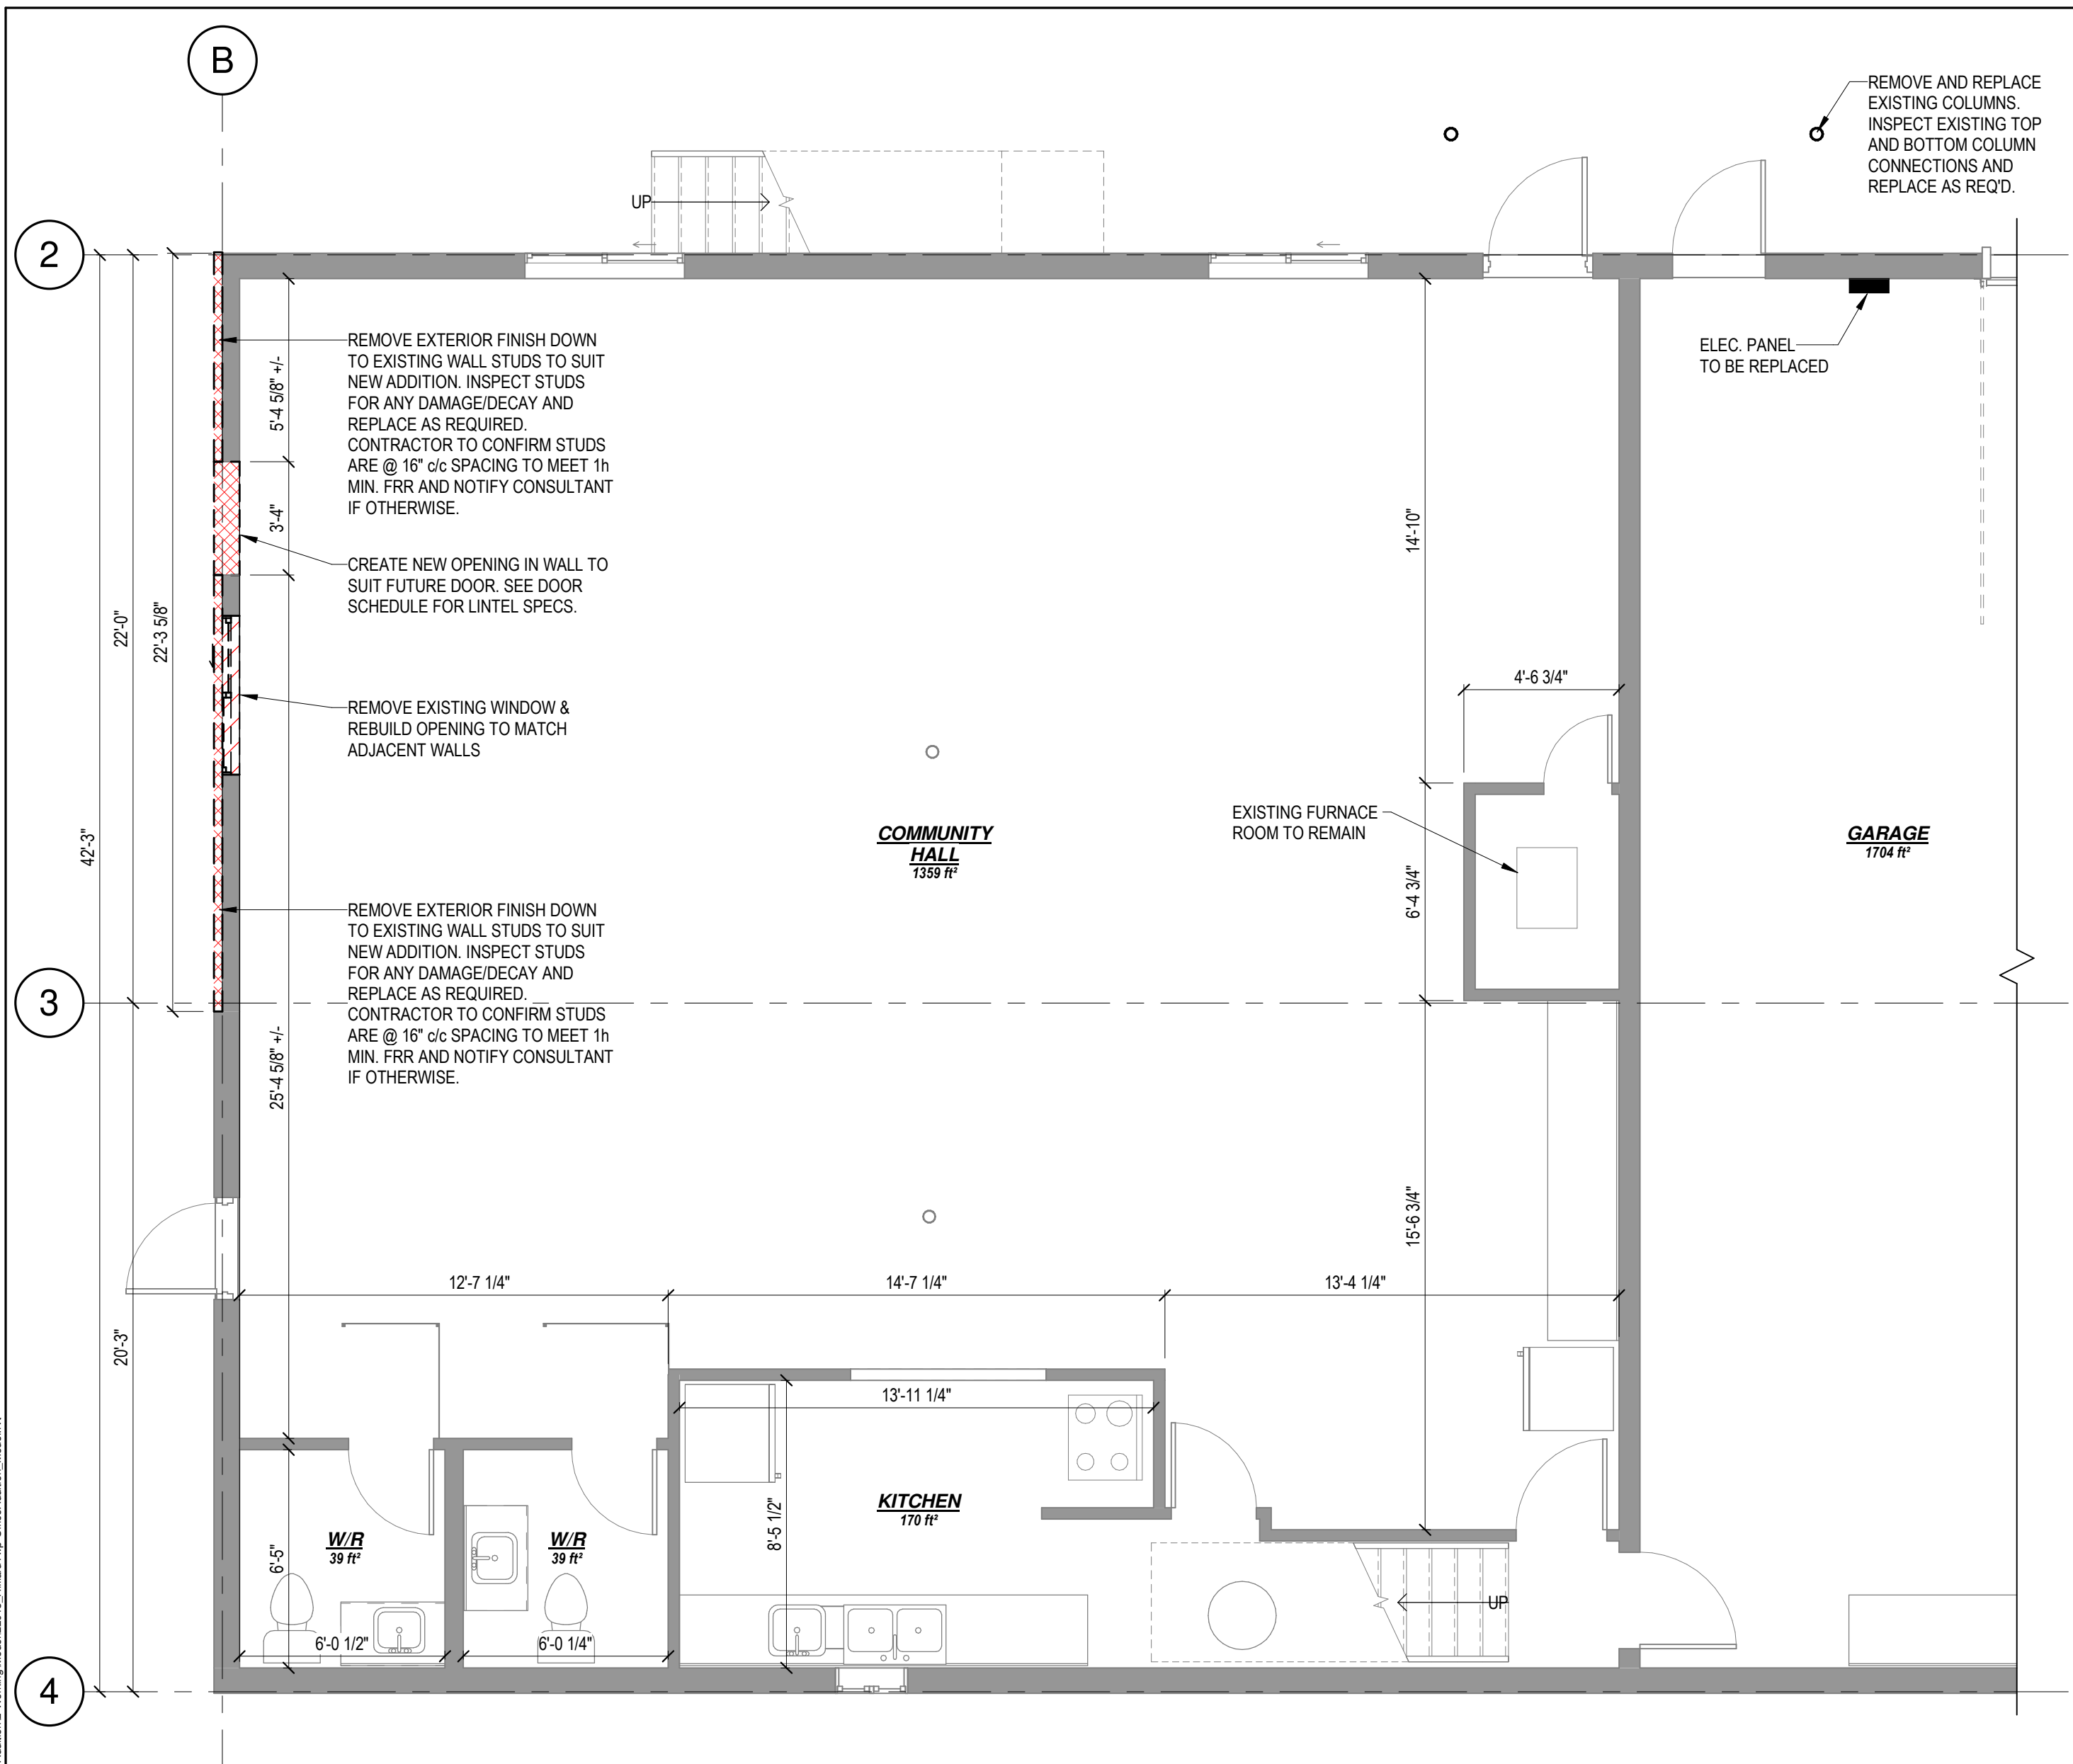 B
REMOVE AND REPLACE
EXISTING COLUMNS.
INSPECT EXISTING TOP
AND BOTTOM COLUMN
CONNECTIONS AND
REPLACE AS REQ'D.
UP
2
ELEC. PANEL
TO BE REPLACED
REMOVE EXTERIOR FINISH DOWN
TO EXISTING WALL STUDS TO SUIT
NEW ADDITION. INSPECT STUDS
FOR ANY DAMAGE/DECAY AND
REPLACE AS REQUIRED.
CONTRACTOR TO CONFIRM STUDS
ARE @ 16" c/c SPACING TO MEET 1h
MIN. FRR AND NOTIFY CONSULTANT
IF OTHERWISE.
5'-4 5/8" +/-
3'-4"
14'-10"
CREATE NEW OPENING IN WALL TO
SUIT FUTURE DOOR. SEE DOOR
SCHEDULE FOR LINTEL SPECS.
22'-0"
22'-3 5/8"
4'-6 3/4"
REMOVE EXISTING WINDOW &
REBUILD OPENING TO MATCH
ADJACENT WALLS
42'-3"
COMMUNITY
HALL
1359 ft²
EXISTING FURNACE
ROOM TO REMAIN
GARAGE
1704 ft²
6'-4 3/4"
REMOVE EXTERIOR FINISH DOWN
TO EXISTING WALL STUDS TO SUIT
NEW ADDITION. INSPECT STUDS
FOR ANY DAMAGE/DECAY AND
REPLACE AS REQUIRED.
CONTRACTOR TO CONFIRM STUDS
ARE @ 16" c/c SPACING TO MEET 1h
MIN. FRR AND NOTIFY CONSULTANT
IF OTHERWISE.
3
25'-4 5/8" +/-
15'-6 3/4"
12'-7 1/4"
14'-7 1/4"
13'-4 1/4"
20'-3"
13'-11 1/4"
KITCHEN
170 ft²
8'-5 1/2"
W/R
39 ft²
W/R
39 ft²
6'-5"
UP
6'-0 1/2"
6'-0 1/4"
4